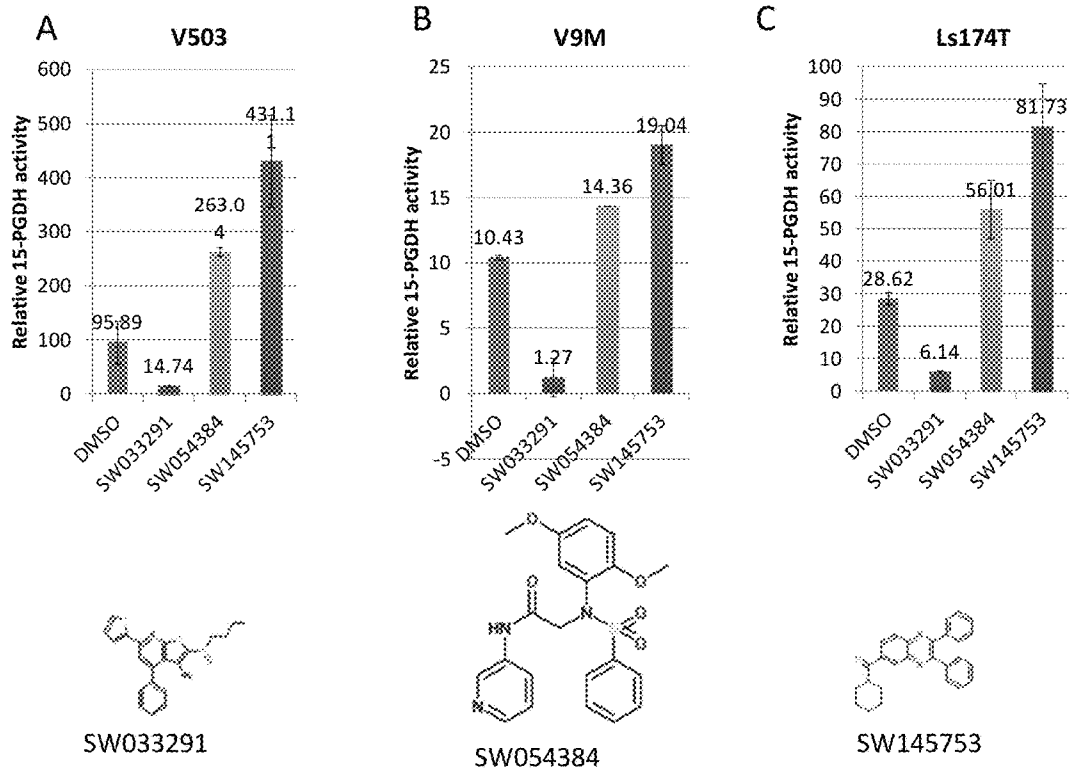 A
V503
Relative 15-PGDH activity
600
500
400
300
200
100
0
95.89
14.74
263.0
4
431.1
1
DMSO
SW033291
SW054384
SW145753
B
V9M
Relative 15-PGDH activity
25
20
15
10
5
0
-5
10.43
1.27
14.36
19.04
DMSO
SW033291
SW054384
SW145753
C
Ls174T
Relative 15-PGDH activity
100
90
80
70
60
50
40
30
20
10
0
28.62
6.14
56.01
81.73
DMSO
SW033291
SW054384
SW145753
SW033291
O
O
O
HN
N
O
O
N
SW054384
SW145753